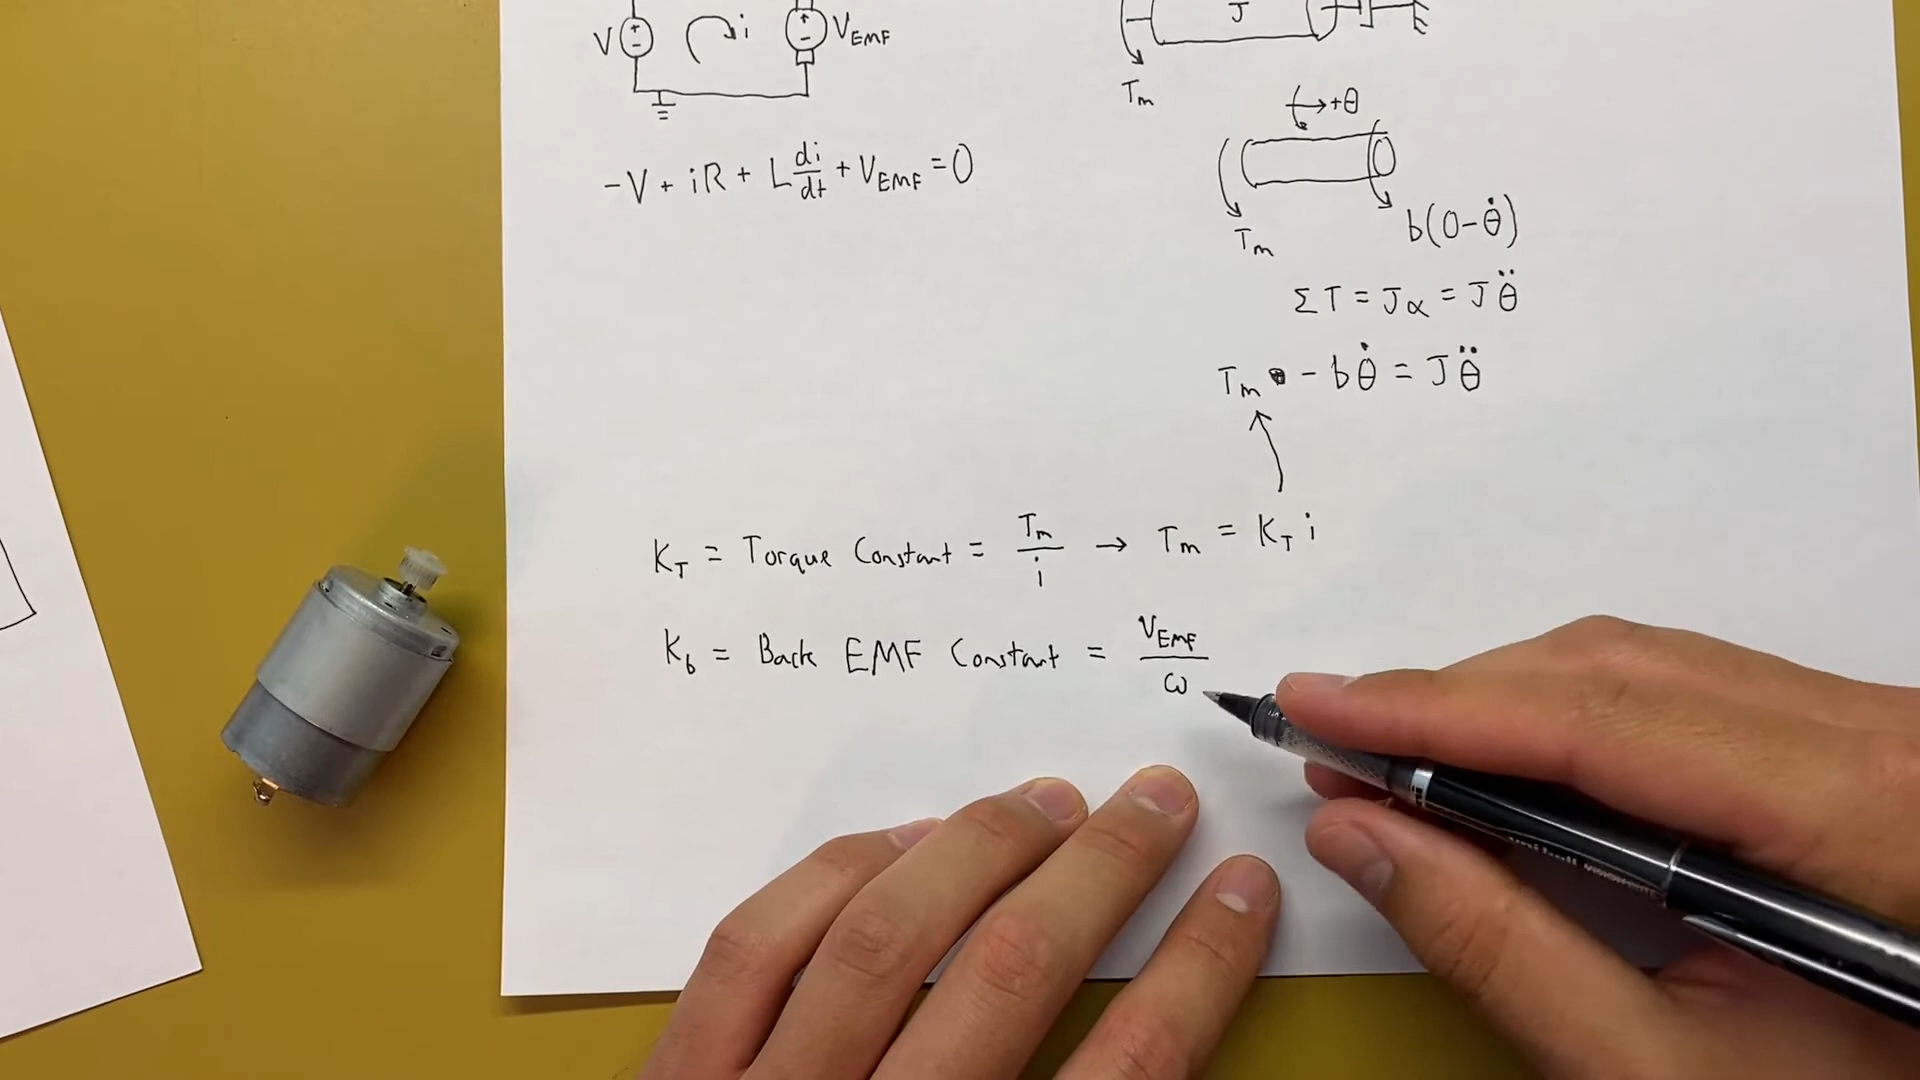 V + - i + - V_EMF
J
T_m
+θ
-V + iR + L di/dt + V_EMF = 0
T_m
b(0-θ̇)
ΣT = Jα = Jθ̈
T_m - bθ̇ = Jθ̈
K_T = Torque Constant = T_m/i → T_m = K_T i
K_b = Back EMF Constant = V_EMF/ω